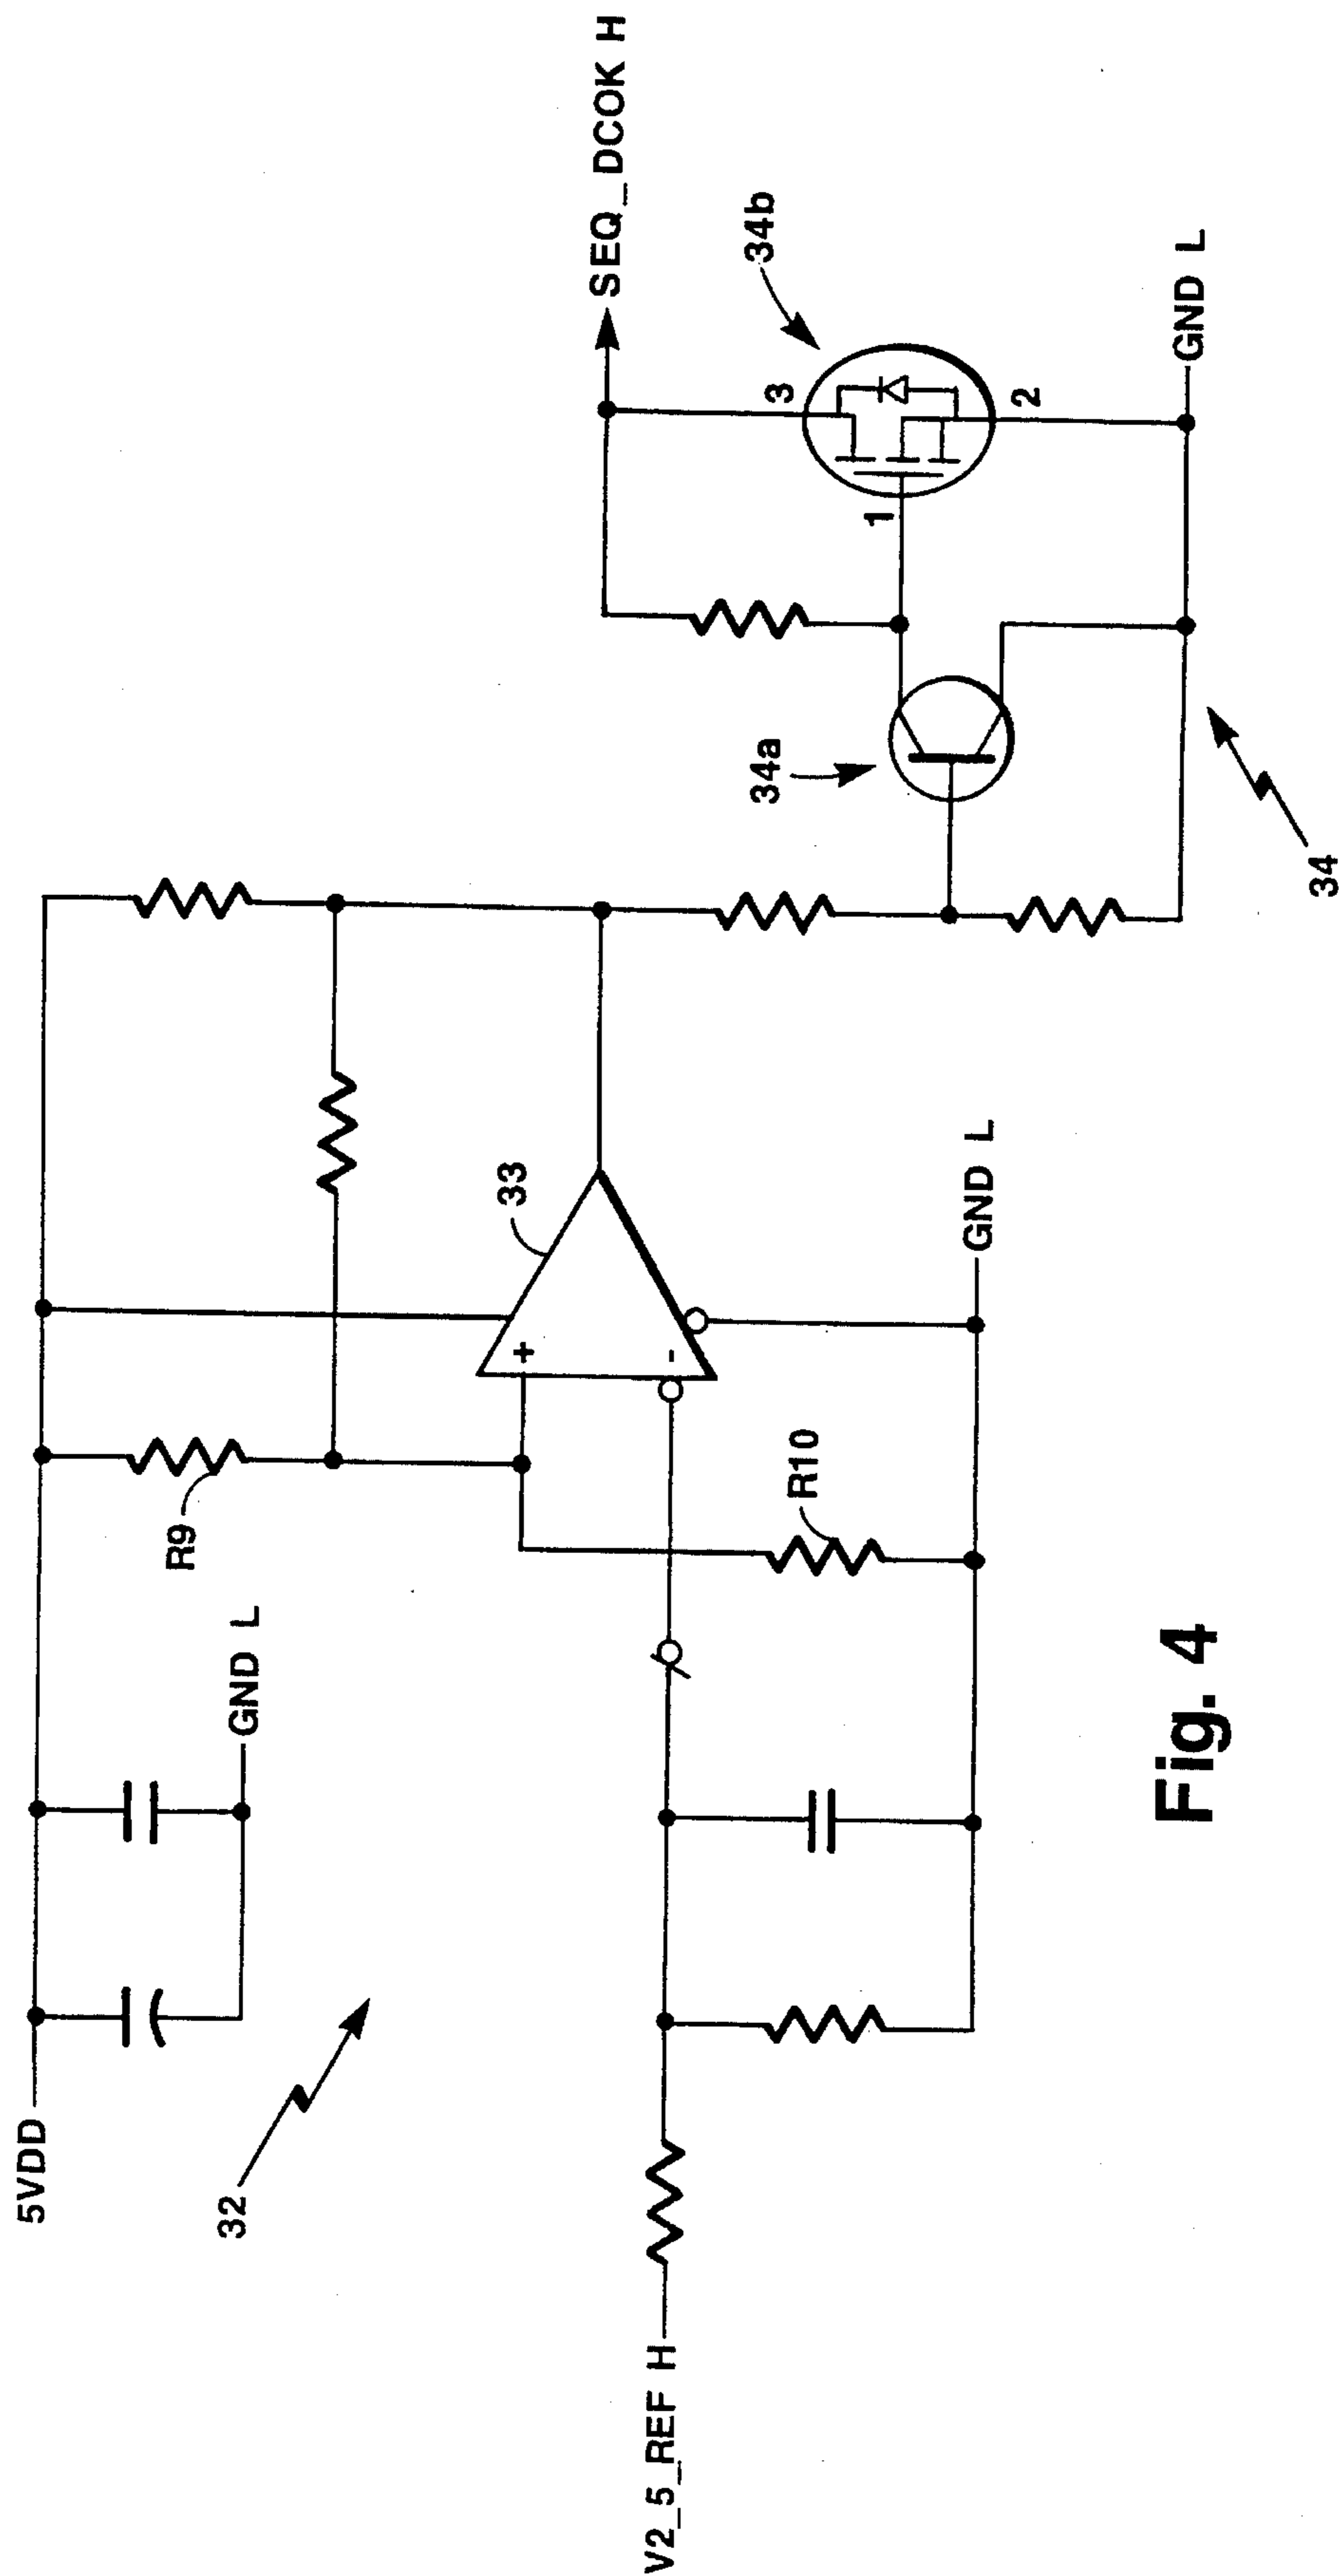 5VDD
32
GND L
R9
33
V2_5_REF H
R10
+
-
GND L
SEQ_DCOK H
34a
34b
1
3
2
GND L
34
Fig. 4